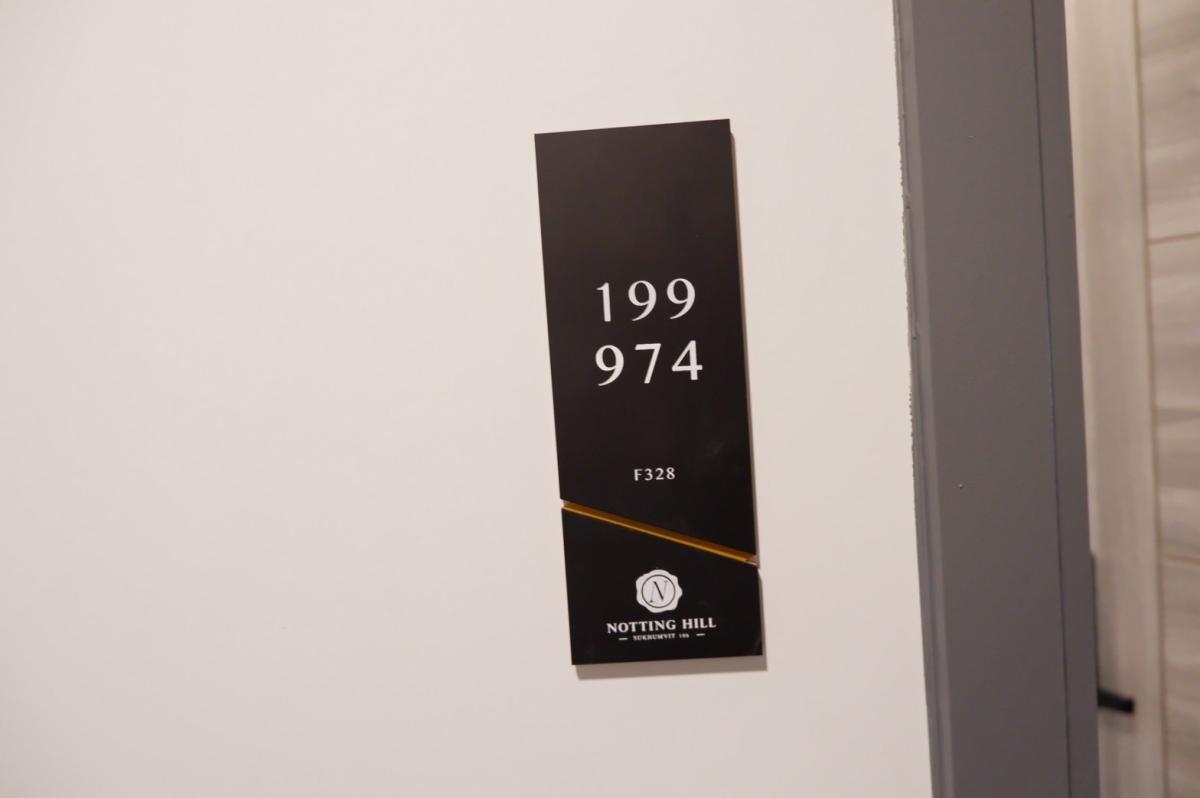 199
974
F328
N
NOTTING HILL
SUKHUMVIT 105